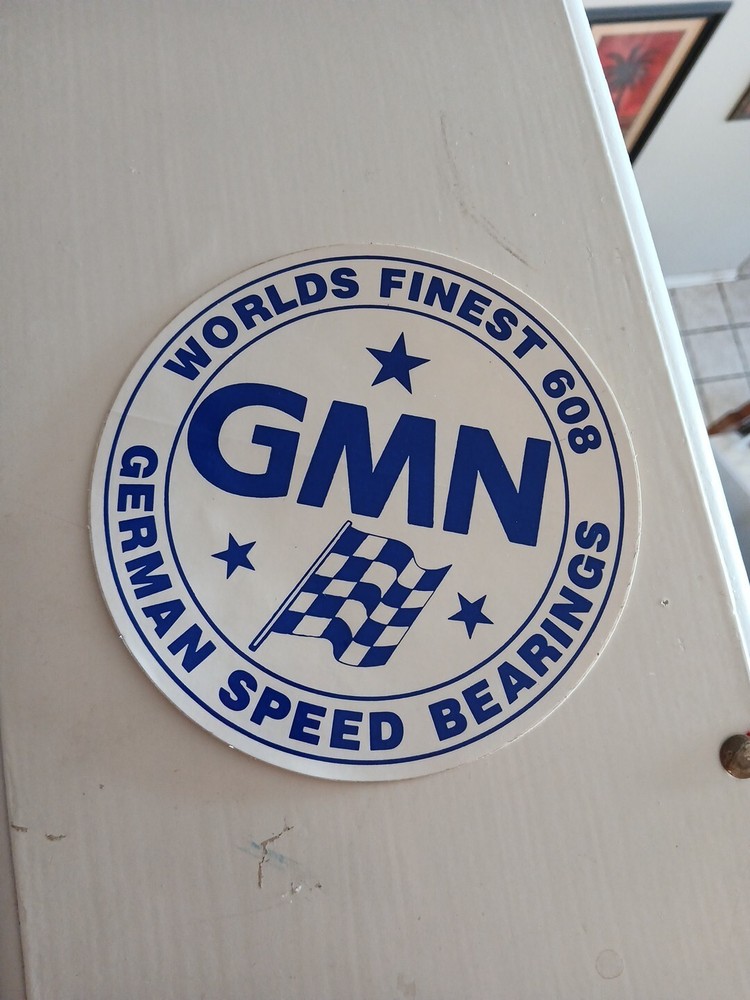 WORLDS FINEST 608
GMN
GERMAN SPEED BEARINGS